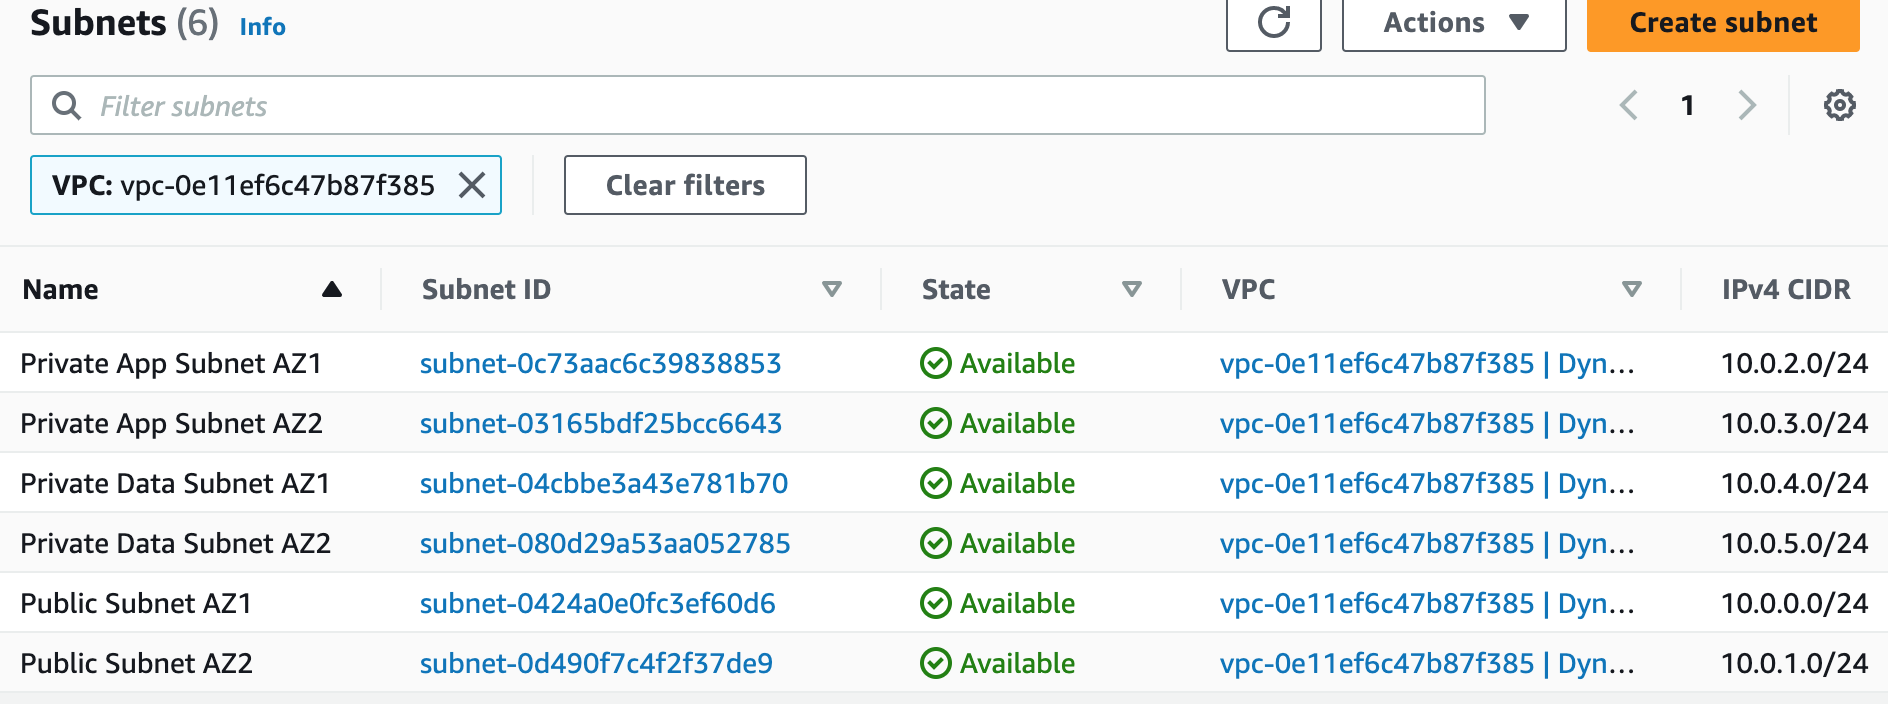 Subnets (6) Info
Actions
Create subnet
Filter subnets
1
VPC: vpc-0e11ef6c47b87f385
Clear filters
Name Subnet ID State VPC IPv4 CIDR
Private App Subnet AZ1 subnet-0c73aac6c39838853 Available vpc-0e11ef6c47b87f385 | Dyn... 10.0.2.0/24
Private App Subnet AZ2 subnet-03165bdf25bcc6643 Available vpc-0e11ef6c47b87f385 | Dyn... 10.0.3.0/24
Private Data Subnet AZ1 subnet-04cbbe3a43e781b70 Available vpc-0e11ef6c47b87f385 | Dyn... 10.0.4.0/24
Private Data Subnet AZ2 subnet-080d29a53aa052785 Available vpc-0e11ef6c47b87f385 | Dyn... 10.0.5.0/24
Public Subnet AZ1 subnet-0424a0e0fc3ef60d6 Available vpc-0e11ef6c47b87f385 | Dyn... 10.0.0.0/24
Public Subnet AZ2 subnet-0d490f7c4f2f37de9 Available vpc-0e11ef6c47b87f385 | Dyn... 10.0.1.0/24